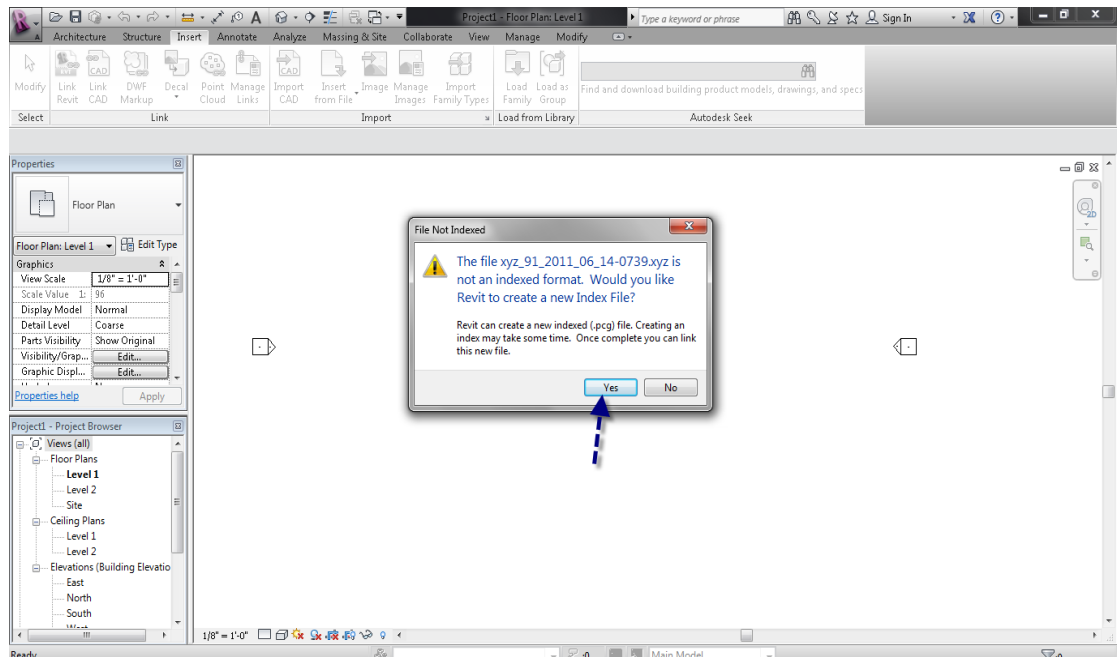 Project1 - Floor Plan: Level 1
Type a keyword or phrase
Sign In
Architecture Structure Insert Annotate Analyze Massing & Site Collaborate View Manage Modify
Modify
Link Revit
Link CAD
DWF Markup
Decal
Point Cloud
Manage Links
Import CAD
Insert from File
Image
Manage Images
Import Family Types
Load Family
Load as Group
Find and download building product models, drawings, and specs
Select
Link
Import
Load from Library
Autodesk Seek
Properties
Floor Plan
Floor Plan: Level 1
Edit Type
Graphics
View Scale 1/8" = 1'-0"
Scale Value 1: 96
Display Model Normal
Detail Level Coarse
Parts Visibility Show Original
Visibility/Grap... Edit...
Graphic Displ... Edit...
Properties help
Apply
Project1 - Project Browser
Views (all)
Floor Plans
Level 1
Level 2
Site
Ceiling Plans
Level 1
Level 2
Elevations (Building Elevatio
East
North
South
West
File Not Indexed
The file xyz_91_2011_06_14-0739.xyz is
not an indexed format. Would you like
Revit to create a new Index File?
Revit can create a new indexed (.pcg) file. Creating an
index may take some time. Once complete you can link
this new file.
Yes
No
2D
1/8" = 1'-0"
Ready
:0
Main Model
:0